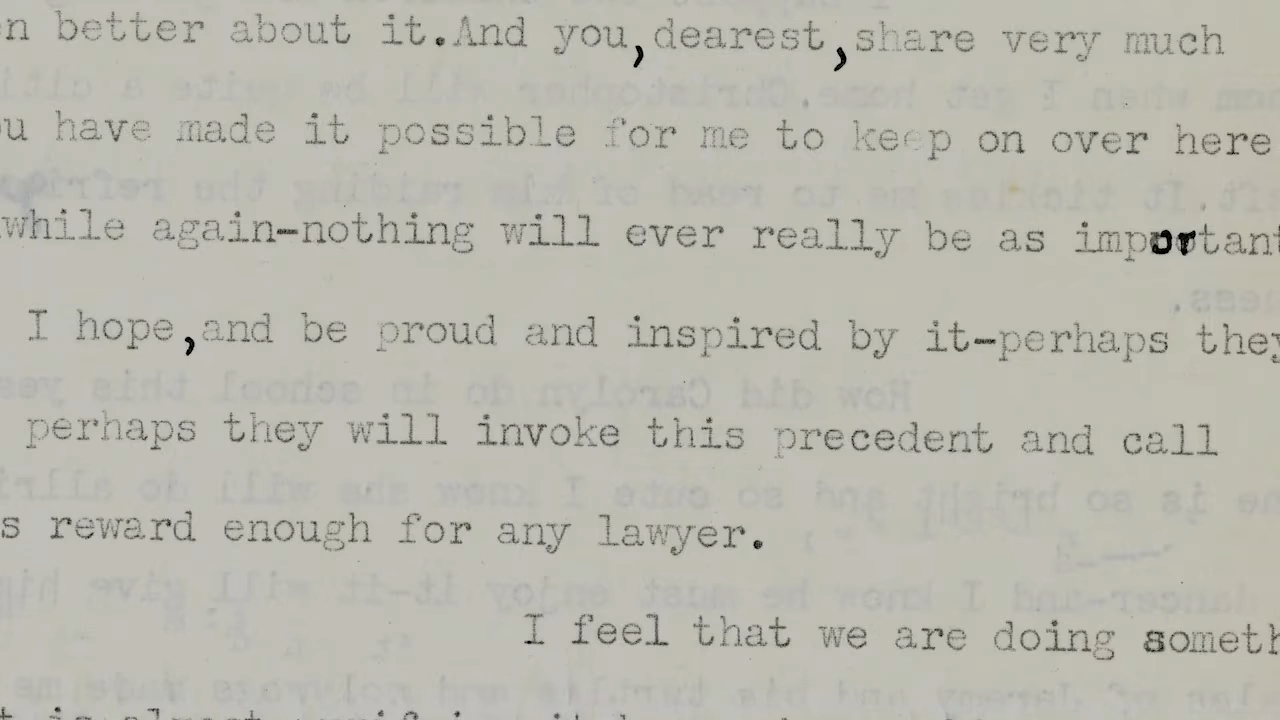 en better about it.And you,dearest,share very much
ou have made it possible for me to keep on over here
while again-nothing will ever really be as important
I hope,and be proud and inspired by it-perhaps they
perhaps they will invoke this precedent and call
s reward enough for any lawyer.
I feel that we are doing someth